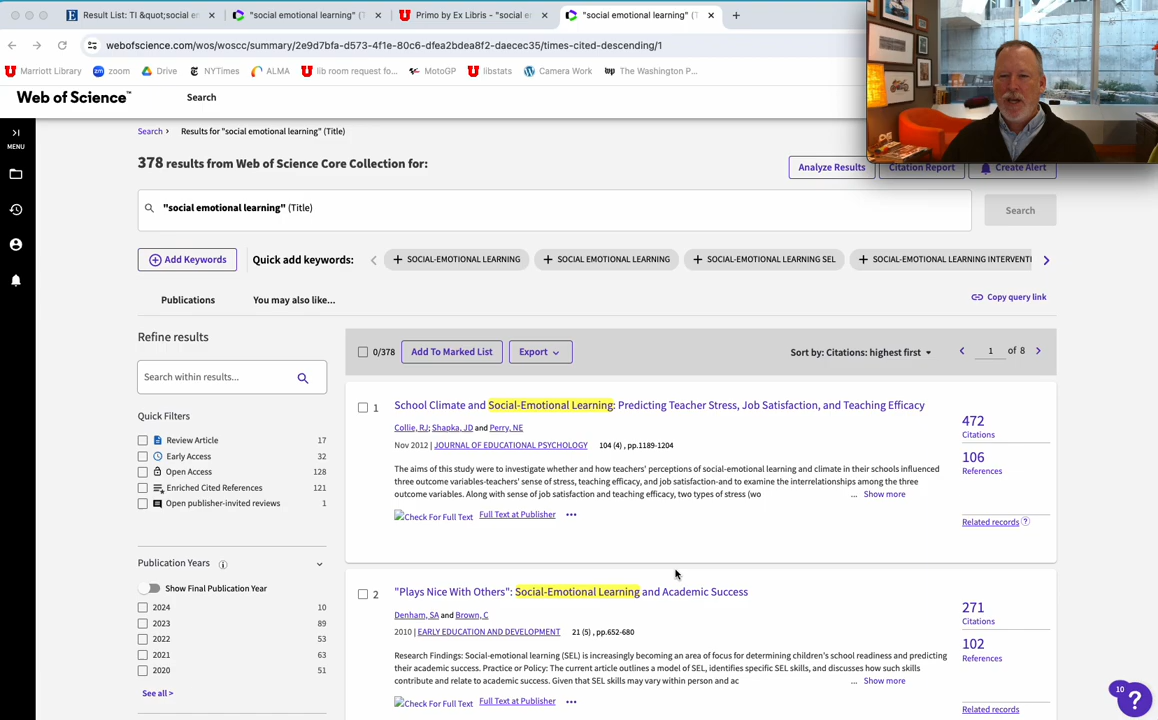 Result List: TI &quot;social e
"social emotional learning" (T
Primo by Ex Libris - "social e
"social emotional learning" (T
webofscience.com/wos/woscc/summary/2e9d7bfa-d573-4f1e-80c6-dfea2bdea8f2-daecec35/times-cited-descending/1
Marriott Library
zoom
Drive
NYTimes
ALMA
lib room request fo...
MotoGP
libstats
Camera Work
The Washington P...
Web of Science™
Search
MENU
Search > Results for "social emotional learning" (Title)
378 results from Web of Science Core Collection for:
Analyze Results
Citation Report
Create Alert
"social emotional learning" (Title)
Search
Add Keywords
Quick add keywords:
+ SOCIAL-EMOTIONAL LEARNING
+ SOCIAL EMOTIONAL LEARNING
+ SOCIAL-EMOTIONAL LEARNING SEL
+ SOCIAL-EMOTIONAL LEARNING INTERVENTI
Publications
You may also like...
Copy query link
Refine results
Search within results...
Quick Filters
Review Article 17
Early Access 32
Open Access 128
Enriched Cited References 121
Open publisher-invited reviews 1
Publication Years
Show Final Publication Year
2024 10
2023 89
2022 53
2021 63
2020 51
See all >
0/378
Add To Marked List
Export
Sort by: Citations: highest first
1 of 8
1
School Climate and Social-Emotional Learning: Predicting Teacher Stress, Job Satisfaction, and Teaching Efficacy
Collie, RJ; Shapka, JD and Perry, NE
Nov 2012 | JOURNAL OF EDUCATIONAL PSYCHOLOGY 104 (4) , pp.1189-1204
The aims of this study were to investigate whether and how teachers' perceptions of social-emotional learning and climate in their schools influenced
three outcome variables-teachers' sense of stress, teaching efficacy, and job satisfaction-and to examine the interrelationships among the three
outcome variables. Along with sense of job satisfaction and teaching efficacy, two types of stress (wo ... Show more
Check For Full Text Full Text at Publisher •••
472
Citations
106
References
Related records ?
2
"Plays Nice With Others": Social-Emotional Learning and Academic Success
Denham, SA and Brown, C
2010 | EARLY EDUCATION AND DEVELOPMENT 21 (5) , pp.652-680
Research Findings: Social-emotional learning (SEL) is increasingly becoming an area of focus for determining children's school readiness and predicting
their academic success. Practice or Policy: The current article outlines a model of SEL, identifies specific SEL skills, and discusses how such skills
contribute and relate to academic success. Given that SEL skills may vary within person and ac ... Show more
Check For Full Text Full Text at Publisher •••
271
Citations
102
References
Related records
10
?